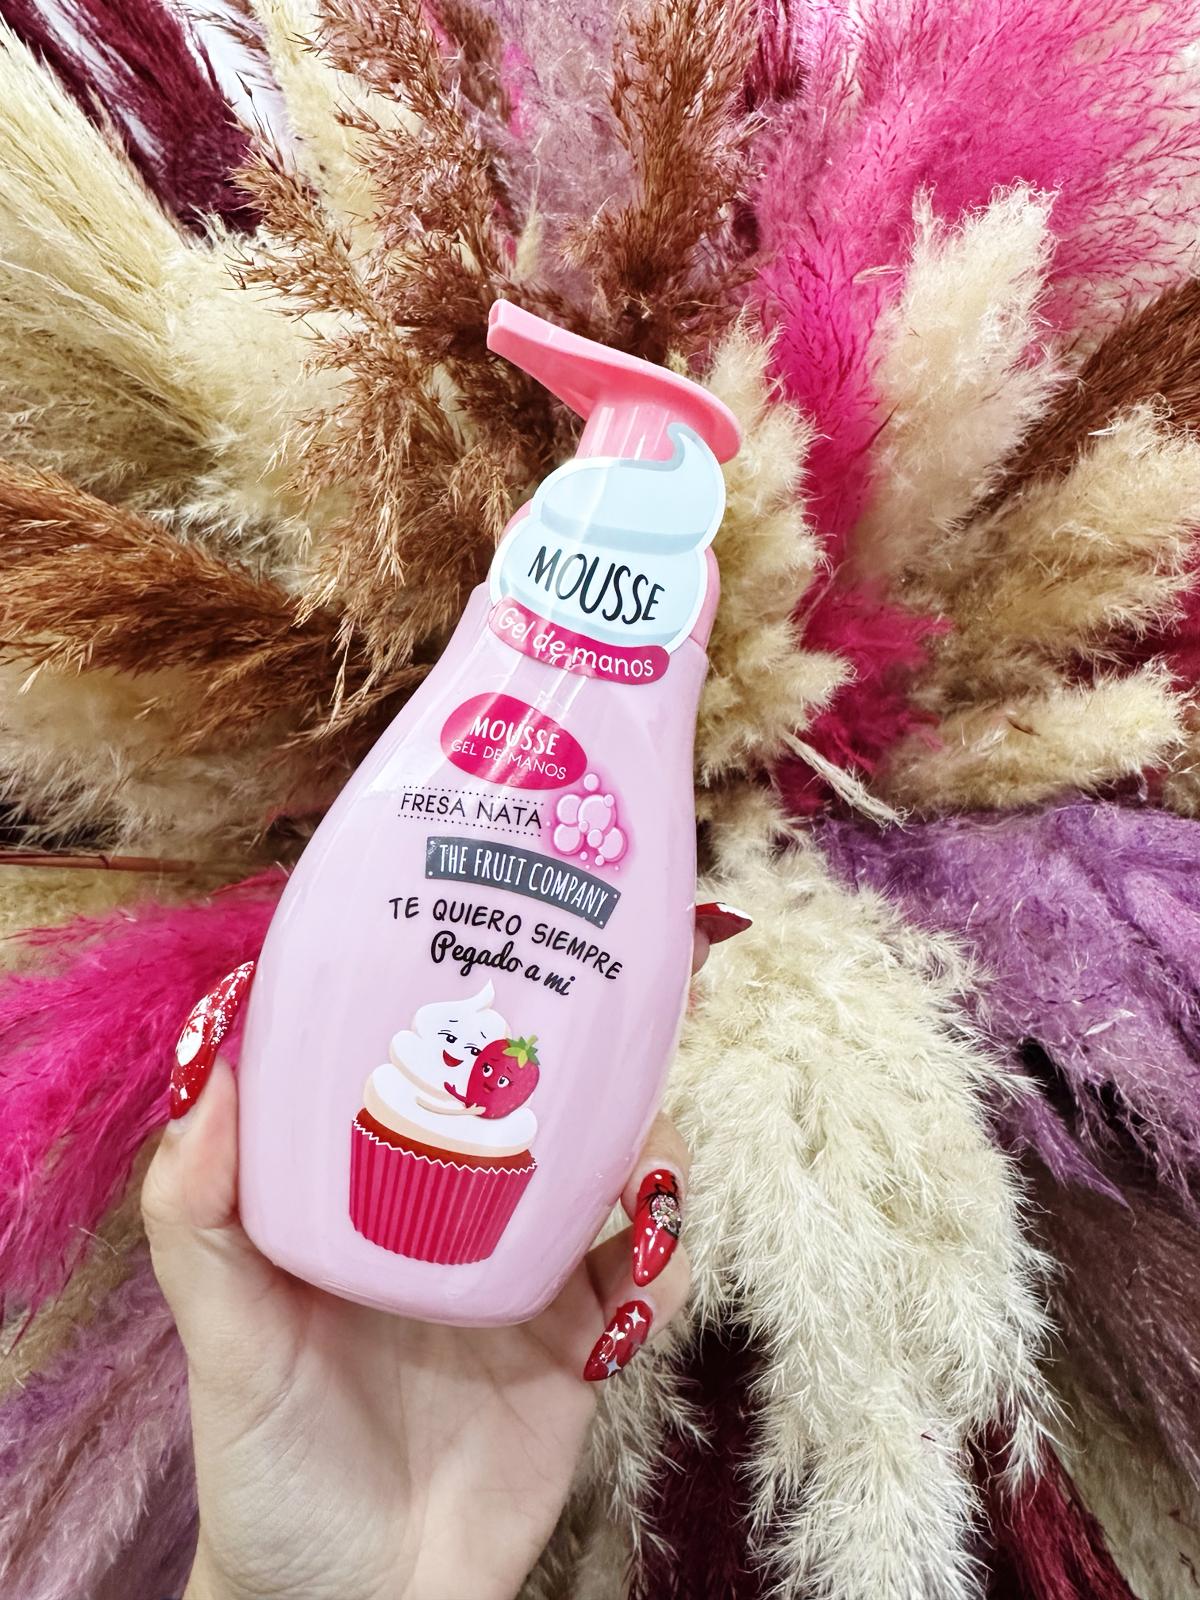 MOUSSE
Gel de manos
MOUSSE
GEL DE MANOS
FRESA NATA
THE FRUIT COMPANY
TE QUIERO SIEMPRE
Pegado a mi